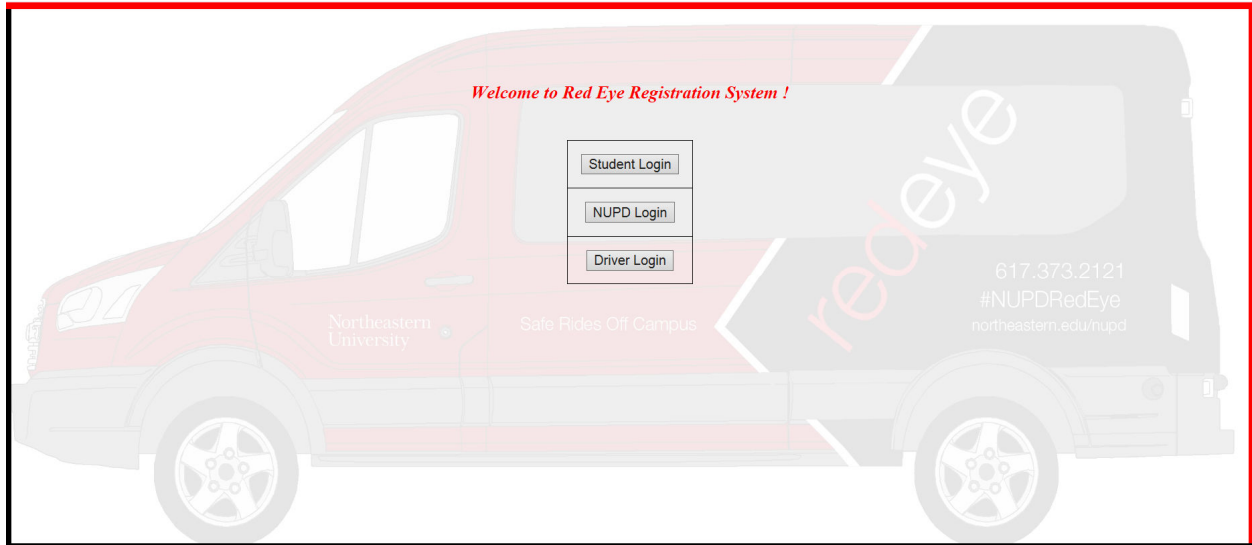 Welcome to Red Eye Registration System !
Student Login
NUPD Login
Driver Login
redeye
617.373.2121
#NUPDRedEye
northeastern.edu/nupd
Northeastern
University
Safe Rides Off Campus